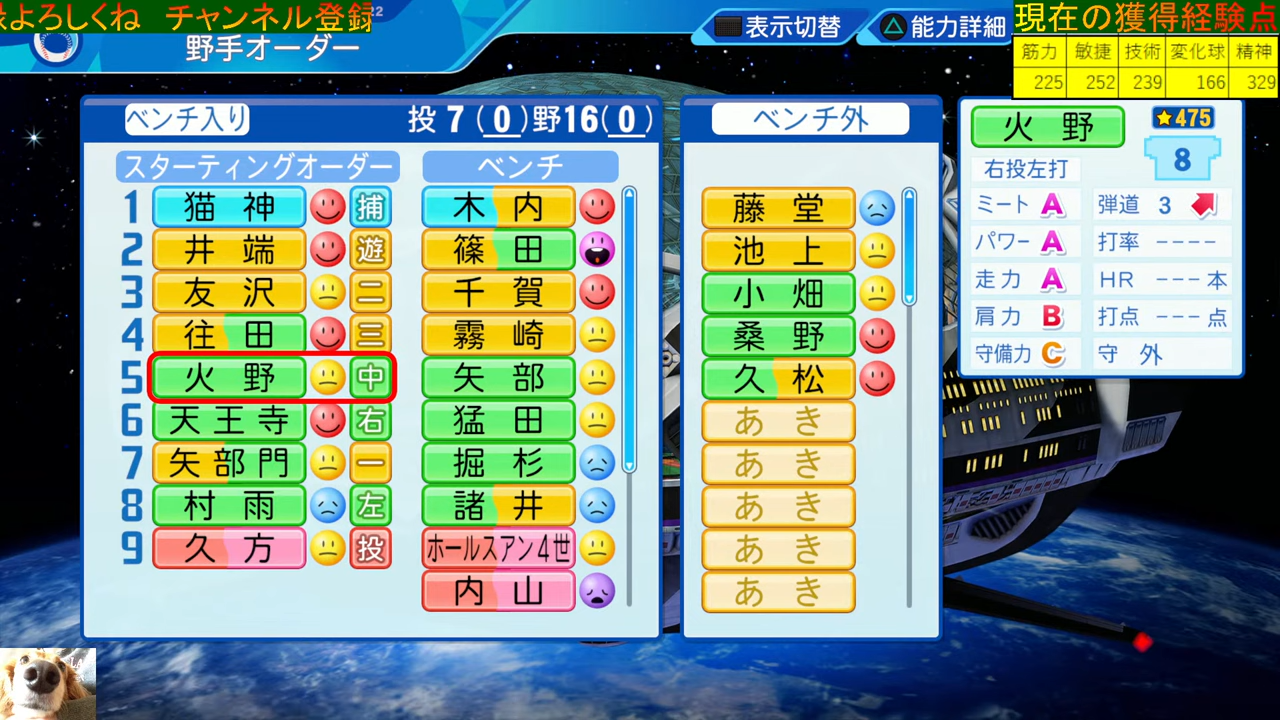 録よろしくね チャンネル登録
野手オーダー
表示切替
能力詳細
現在の獲得経験点
筋力 敏捷 技術 変化球 精神
225 252 239 166 329
ベンチ入り 投7(0)野16(0)
ベンチ外
スターティングオーダー
ベンチ
1 猫神 捕
2 井端 遊
3 友沢 二
4 往田 三
5 火野 中
6 天王寺 右
7 矢部門 一
8 村雨 左
9 久方 投
木内
篠田
千賀
霧崎
矢部
猛田
掘杉
諸井
ホールスアン4世
内山
藤堂
池上
小畑
桑野
久松
あき
あき
あき
あき
あき
火野 ★475
右投左打 8
ミート A 弾道 3
パワー A 打率 ----
走力 A HR ---本
肩力 B 打点 ---点
守備力 C 守 外